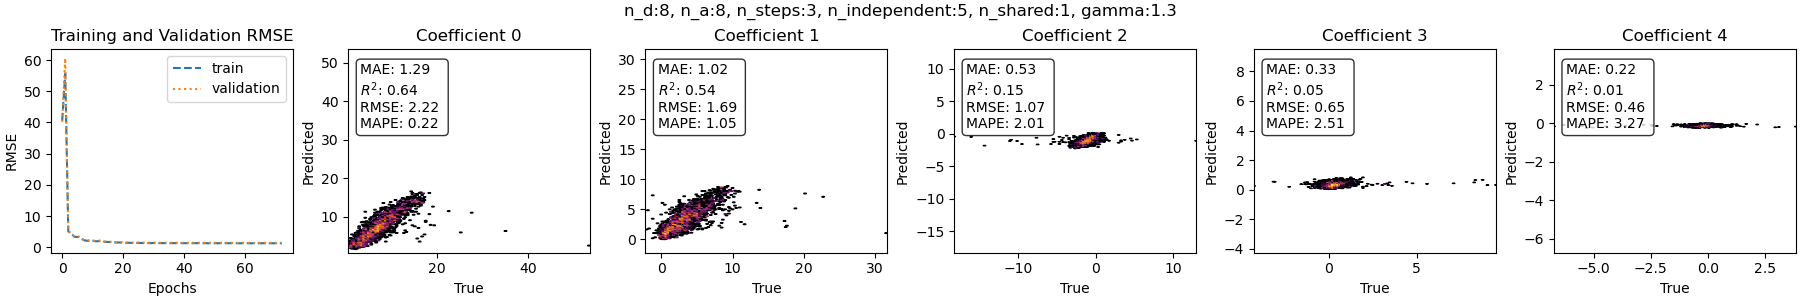 n_d:8, n_a:8, n_steps:3, n_independent:5, n_shared:1, gamma:1.3
Training and Validation RMSE
train
validation
60
50
40
30
20
10
0
RMSE
0
20
40
60
Epochs
Coefficient 0
MAE: 1.29
R²: 0.64
RMSE: 2.22
MAPE: 0.22
50
40
30
20
10
Predicted
20
40
True
Coefficient 1
MAE: 1.02
R²: 0.54
RMSE: 1.69
MAPE: 1.05
30
25
20
15
10
5
0
Predicted
0
10
20
30
True
Coefficient 2
MAE: 0.53
R²: 0.15
RMSE: 1.07
MAPE: 2.01
10
5
0
−5
−10
−15
Predicted
−10
0
10
True
Coefficient 3
MAE: 0.33
R²: 0.05
RMSE: 0.65
MAPE: 2.51
8
6
4
2
0
−2
−4
Predicted
0
5
True
Coefficient 4
MAE: 0.22
R²: 0.01
RMSE: 0.46
MAPE: 3.27
2
0
−2
−4
−6
Predicted
−5.0
−2.5
0.0
2.5
True